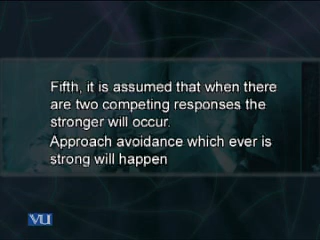 Fifth, it is assumed that when there
are two competing responses the
stronger will occur.
Approach avoidance which ever is
strong will happen
VU